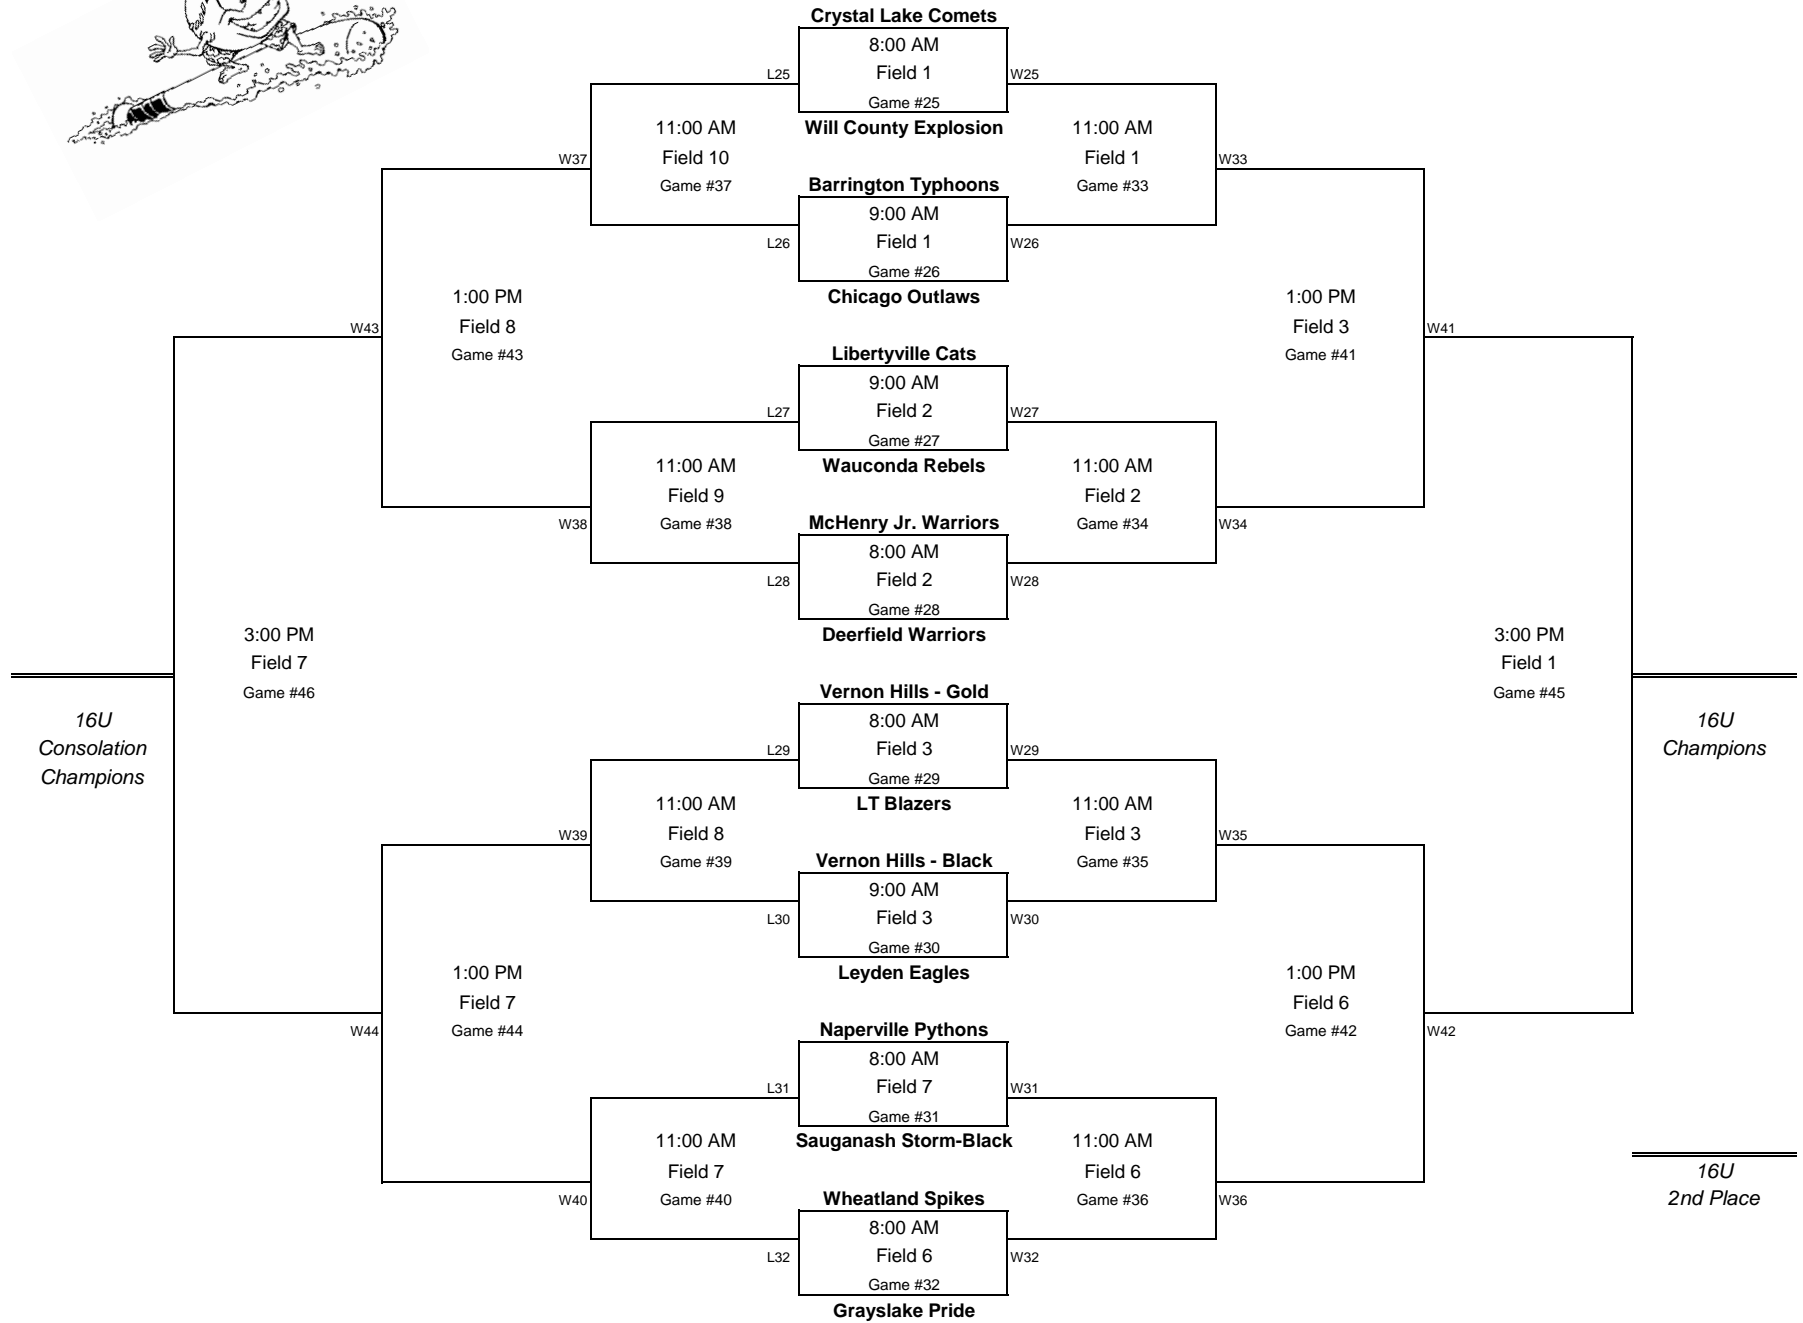 Crystal Lake Comets
8:00 AM
L25 Field 1 W25
Game #25
11:00 AM Will County Explosion 11:00 AM
W37 Field 10 Field 1 W33
Game #37 Barrington Typhoons Game #33
9:00 AM
L26 Field 1 W26
Game #26
1:00 PM Chicago Outlaws 1:00 PM
W43 Field 8 Field 3 W41
Game #43 Libertyville Cats Game #41
9:00 AM
L27 Field 2 W27
Game #27
11:00 AM Wauconda Rebels 11:00 AM
Field 9 Field 2
W38 Game #38 McHenry Jr. Warriors Game #34 W34
8:00 AM
L28 Field 2 W28
Game #28
3:00 PM Deerfield Warriors 3:00 PM
Field 7 Field 1
Game #46 Vernon Hills - Gold Game #45
16U 8:00 AM 16U
Consolation L29 Field 3 W29 Champions
Champions Game #29
11:00 AM LT Blazers 11:00 AM
W39 Field 8 Field 3 W35
Game #39 Vernon Hills - Black Game #35
9:00 AM
L30 Field 3 W30
Game #30
1:00 PM Leyden Eagles 1:00 PM
Field 7 Field 6
W44 Game #44 Naperville Pythons Game #42 W42
8:00 AM
L31 Field 7 W31
Game #31
11:00 AM Sauganash Storm-Black 11:00 AM
Field 7 Field 6 16U
W40 Game #40 Wheatland Spikes Game #36 W36 2nd Place
8:00 AM
L32 Field 6 W32
Game #32
Grayslake Pride